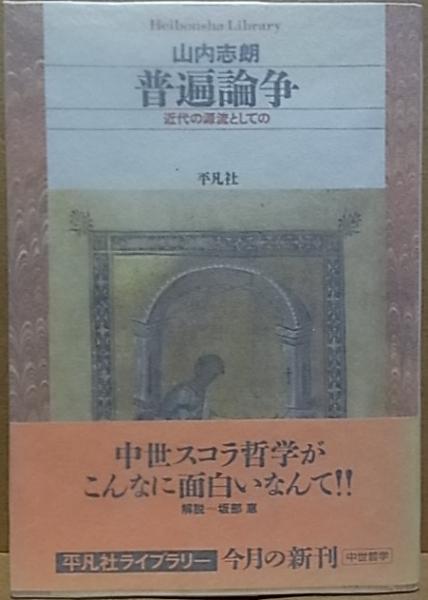 Heibonsha Library
山内志朗
普遍論争
近代の源流としての
平凡社
中世スコラ哲学が
こんなに面白いなんて!!
解説―坂部 恵
平凡社ライブラリー 今月の新刊 中世哲学